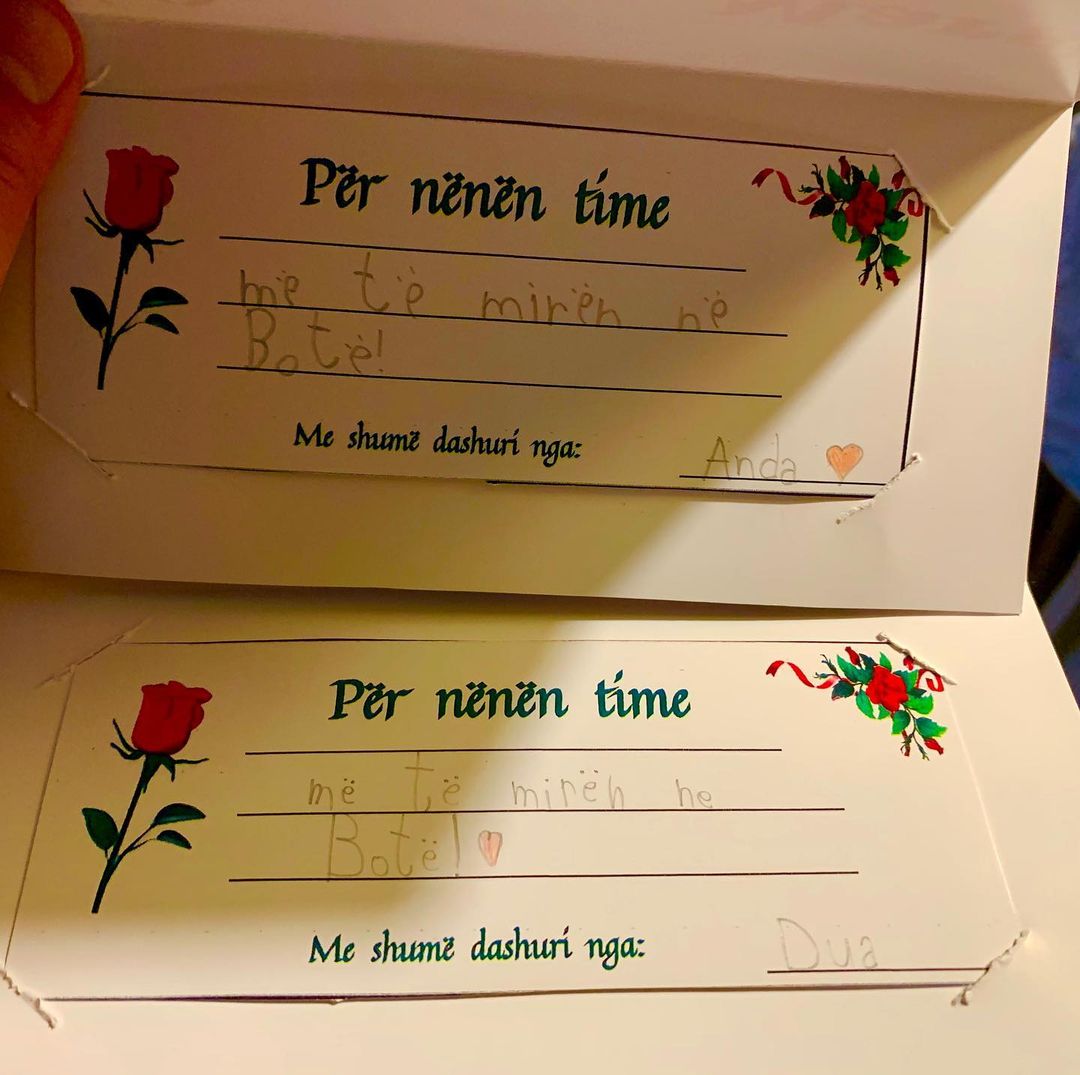 Për nënën time
më të mirën në
Botë!
Me shumë dashuri nga: Anda
Për nënën time
më të mirën ne
Botë!
Me shumë dashuri nga: Dua